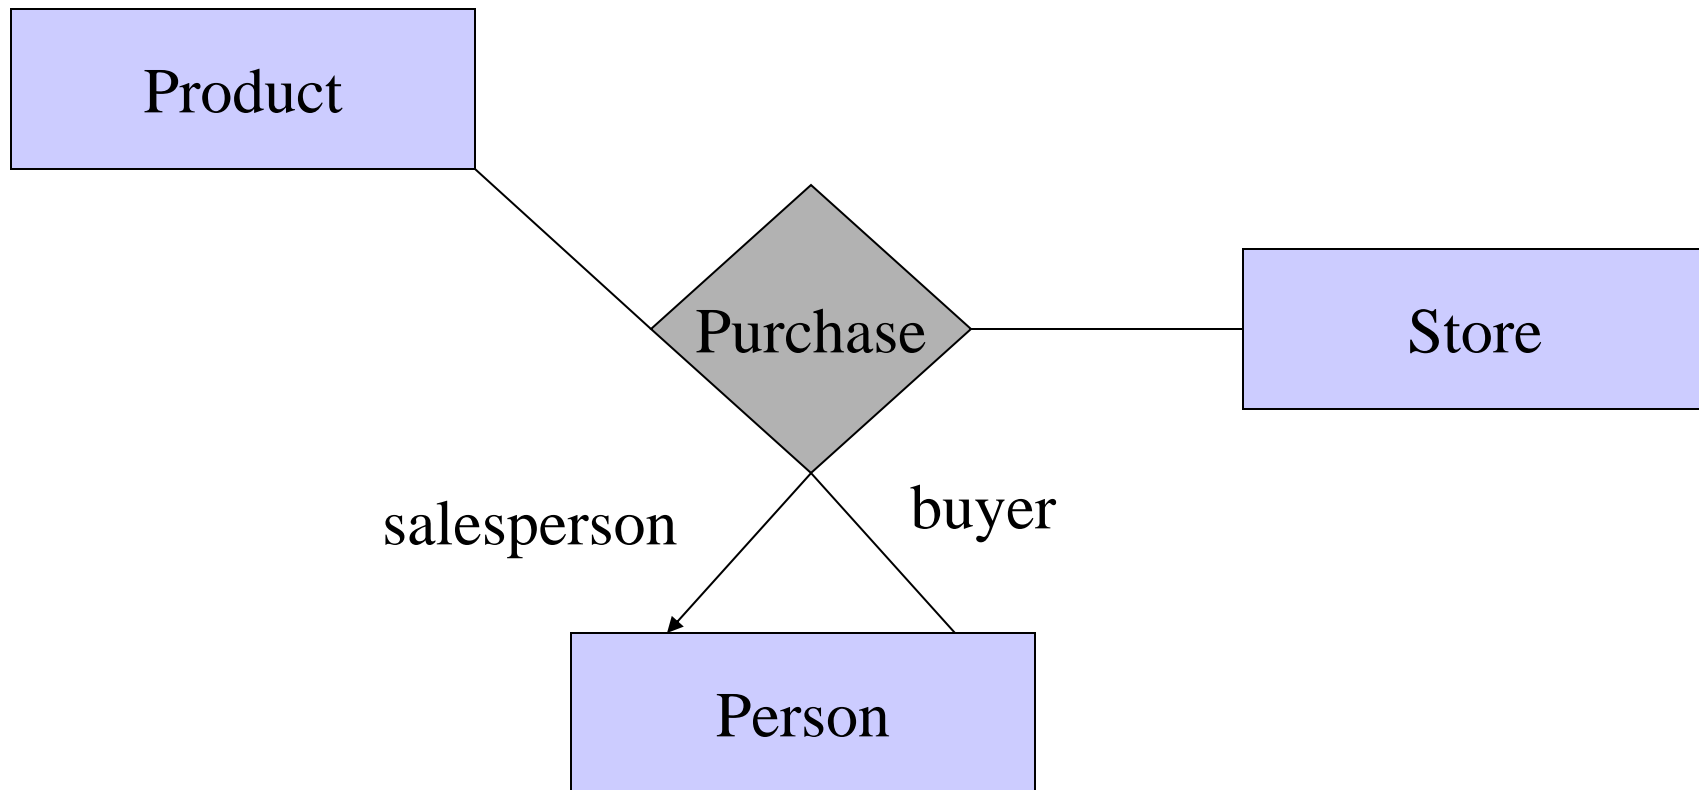 Product
Purchase
Store
salesperson
buyer
Person